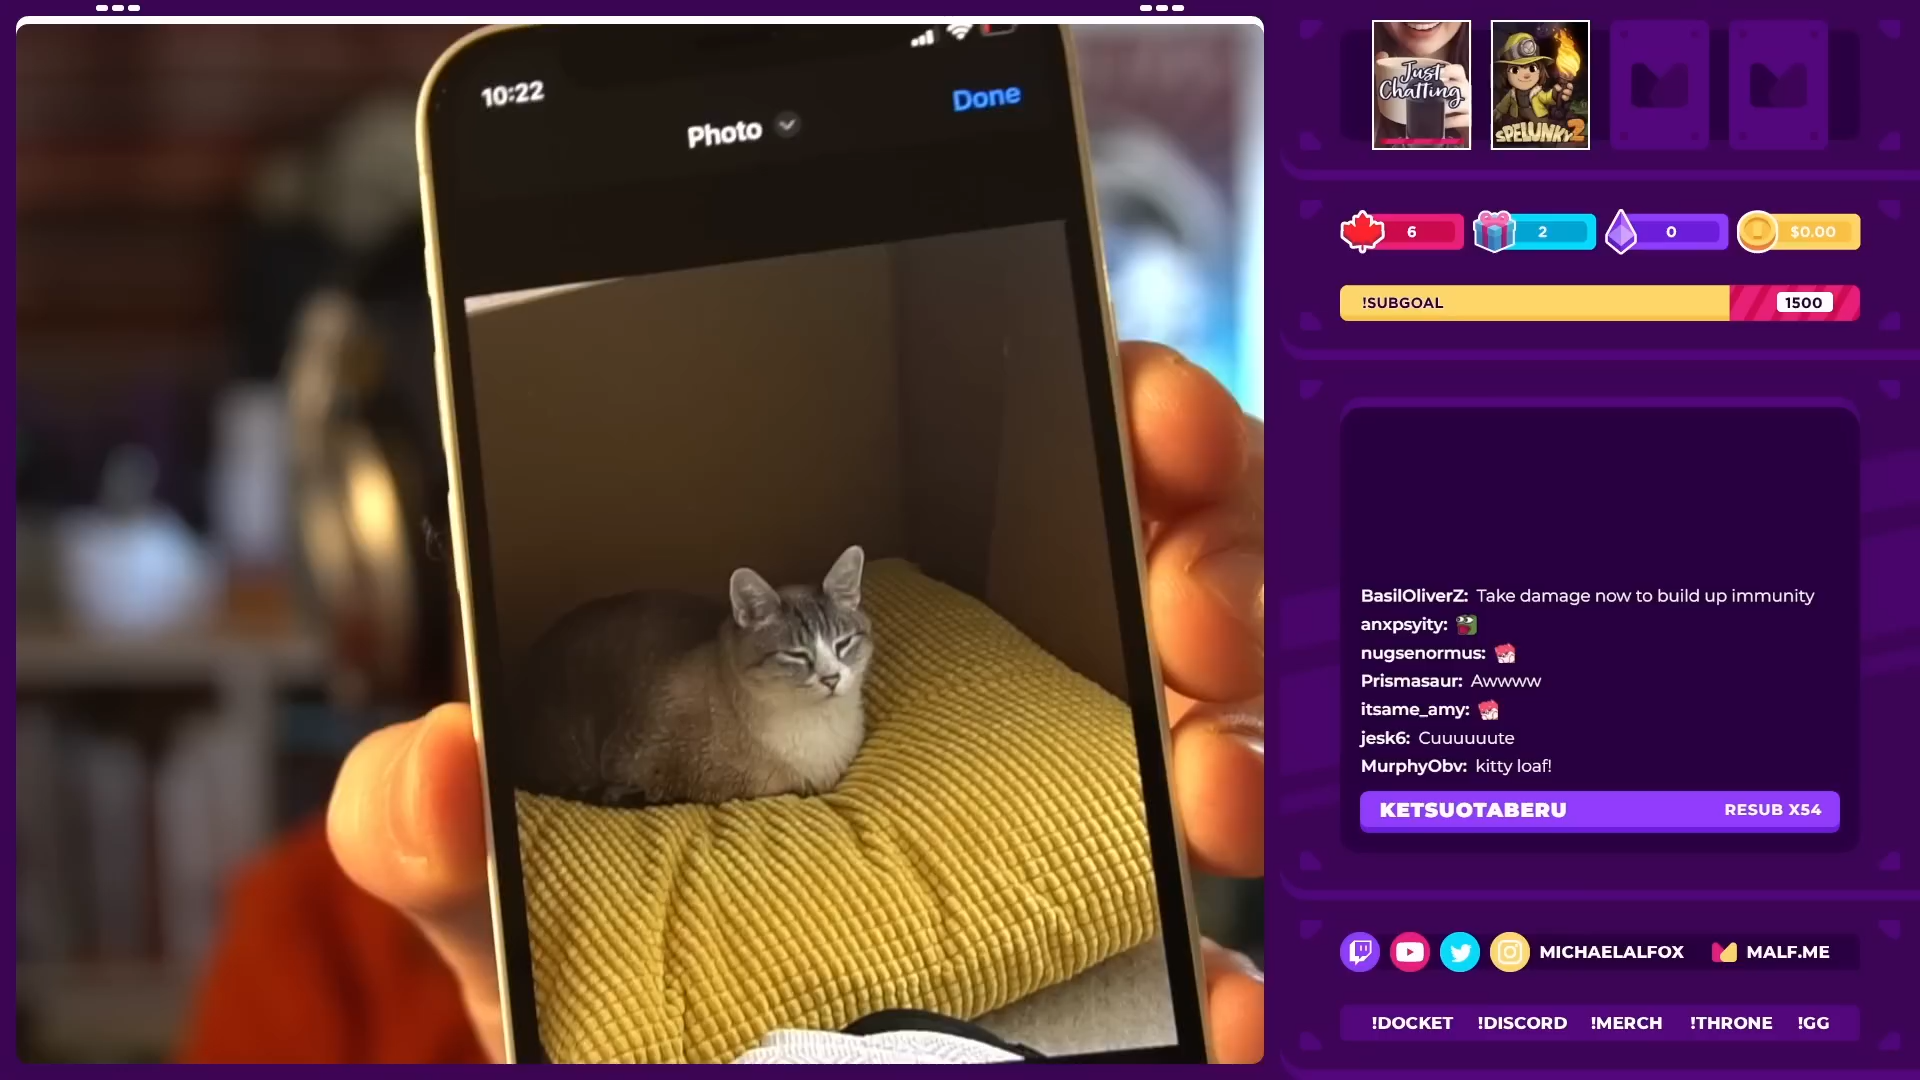 10:22
Done
Photo
Just
Chatting
SPELUNKY 2
6
2
0
$0.00
!SUBGOAL
1500
BasilOliverZ: Take damage now to build up immunity
anxpsyity:
nugsenormus:
Prismasaur: Awwww
itsame_amy:
jesk6: Cuuuuuute
MurphyObv: kitty loaf!
KETSUOTABERU RESUB X54
MICHAELALFOX MALF.ME
!DOCKET !DISCORD !MERCH !THRONE !GG